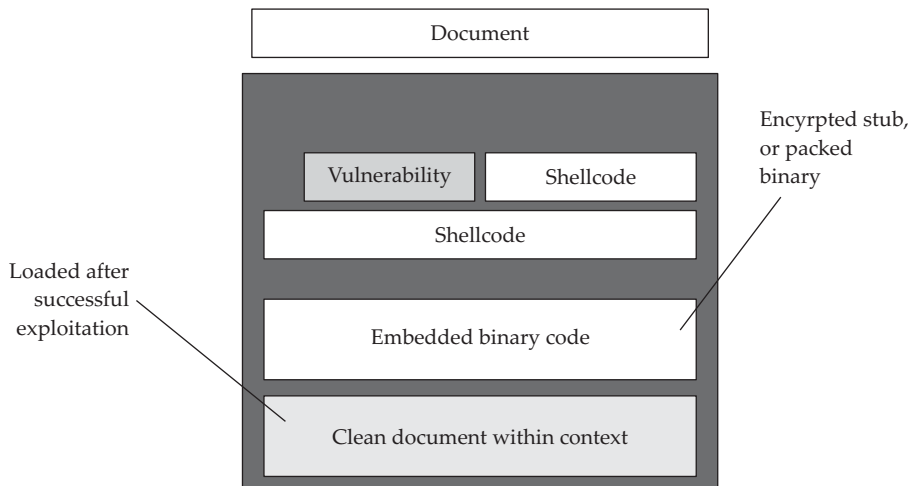 Document
Encyrpted stub,
or packed
binary
Vulnerability
Shellcode
Shellcode
Loaded after
successful
exploitation
Embedded binary code
Clean document within context